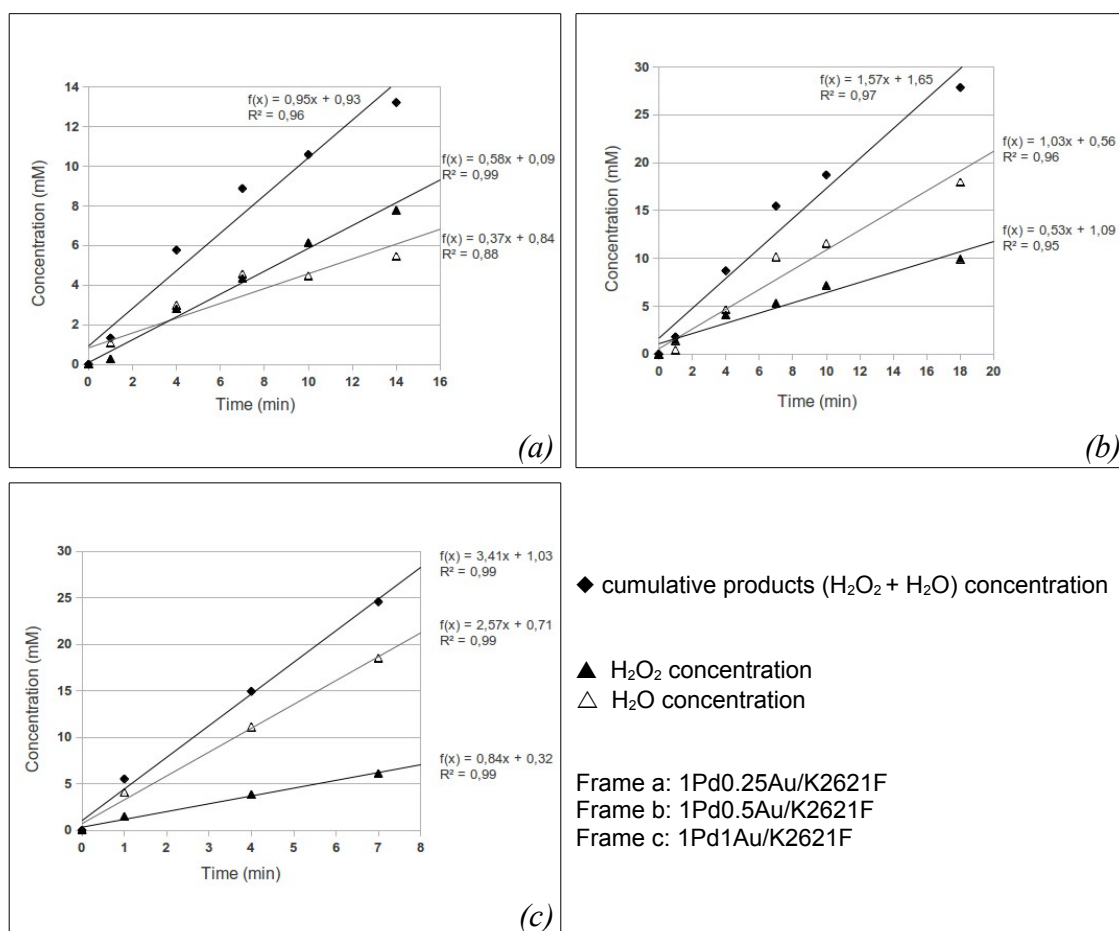 f(x) = 0,95x + 0,93
R² = 0,96
f(x) = 0,58x + 0,09
R² = 0,99
f(x) = 0,37x + 0,84
R² = 0,88
Concentration (mM)
14
12
10
8
6
4
2
0
0 2 4 6 8 10 12 14 16
Time (min)
(a)
f(x) = 1,57x + 1,65
R² = 0,97
f(x) = 1,03x + 0,56
R² = 0,96
f(x) = 0,53x + 1,09
R² = 0,95
Concentration (mM)
30
25
20
15
10
5
0
0 2 4 6 8 10 12 14 16 18 20
Time (min)
(b)
f(x) = 3,41x + 1,03
R² = 0,99
f(x) = 2,57x + 0,71
R² = 0,99
f(x) = 0,84x + 0,32
R² = 0,99
Concentration (mM)
30
25
20
15
10
5
0
0 1 2 3 4 5 6 7 8
Time (min)
(c)
◆ cumulative products (H₂O₂ + H₂O) concentration
▲ H₂O₂ concentration
△ H₂O concentration
Frame a: 1Pd0.25Au/K2621F
Frame b: 1Pd0.5Au/K2621F
Frame c: 1Pd1Au/K2621F